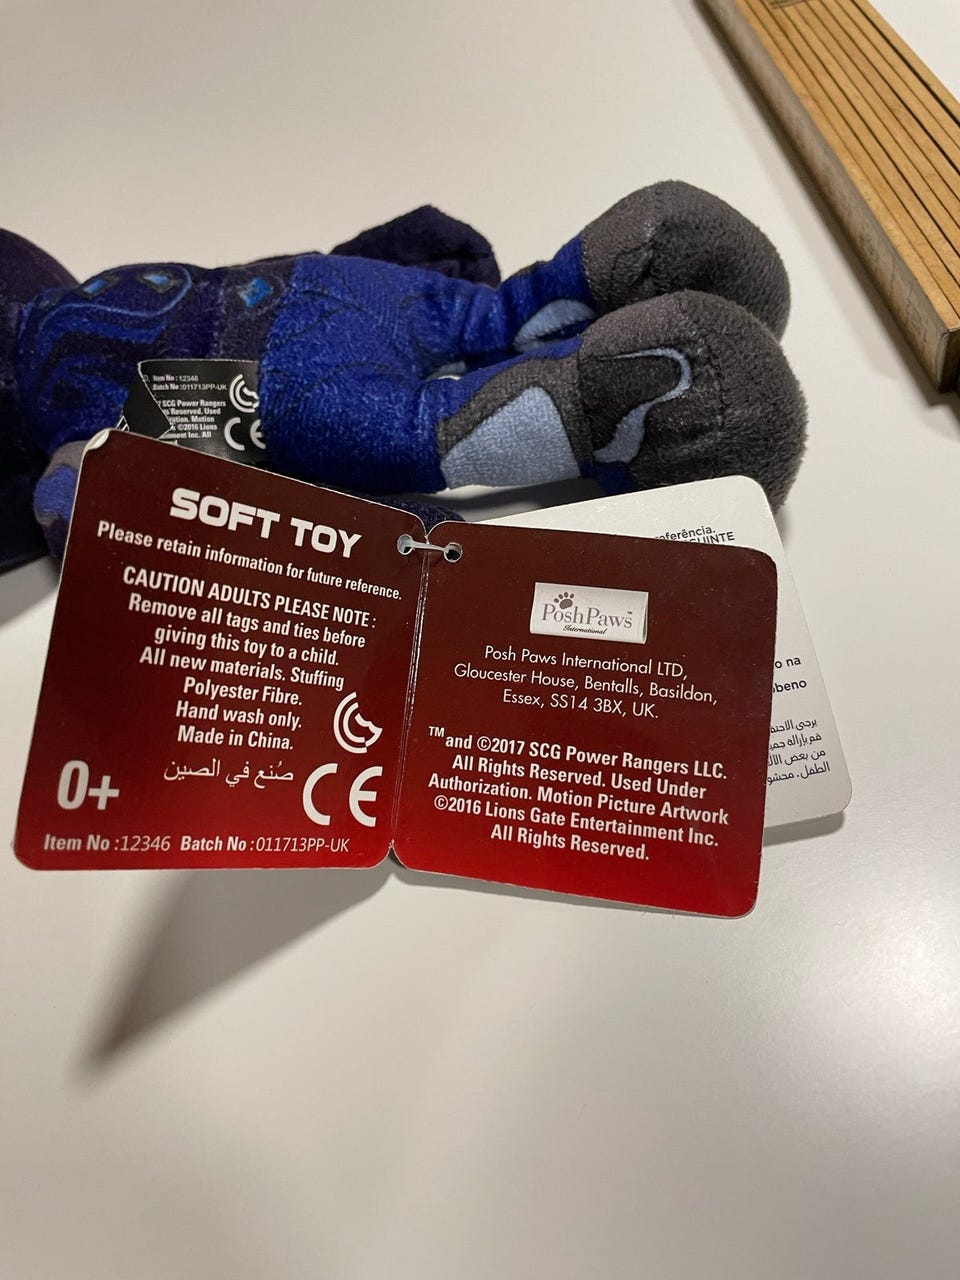 Item No :12346
Batch No :011713PP-UK
SCG Power Rangers
Reserved. Used
Motion
©2016 Lions
Inc. All
SOFT TOY
Please retain information for future reference.
CAUTION ADULTS PLEASE NOTE :
Remove all tags and ties before
giving this toy to a child.
All new materials. Stuffing
Polyester Fibre.
Hand wash only.
Made in China.
صُنع في الصين
0+
CE
Item No :12346 Batch No :011713PP-UK
PoshPaws™
International
Posh Paws International LTD,
Gloucester House, Bentalls, Basildon,
Essex, SS14 3BX, UK.
TM and ©2017 SCG Power Rangers LLC.
All Rights Reserved. Used Under
Authorization. Motion Picture Artwork
©2016 Lions Gate Entertainment Inc.
All Rights Reserved.
na
من بعض
الطفل.